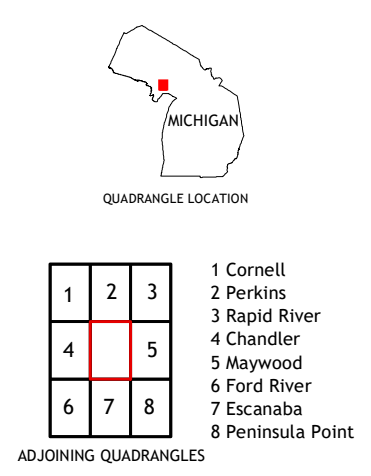 MICHIGAN
QUADRANGLE LOCATION
1 2 3
4 5
6 7 8
1 Cornell
2 Perkins
3 Rapid River
4 Chandler
5 Maywood
6 Ford River
7 Escanaba
8 Peninsula Point
ADJOINING QUADRANGLES